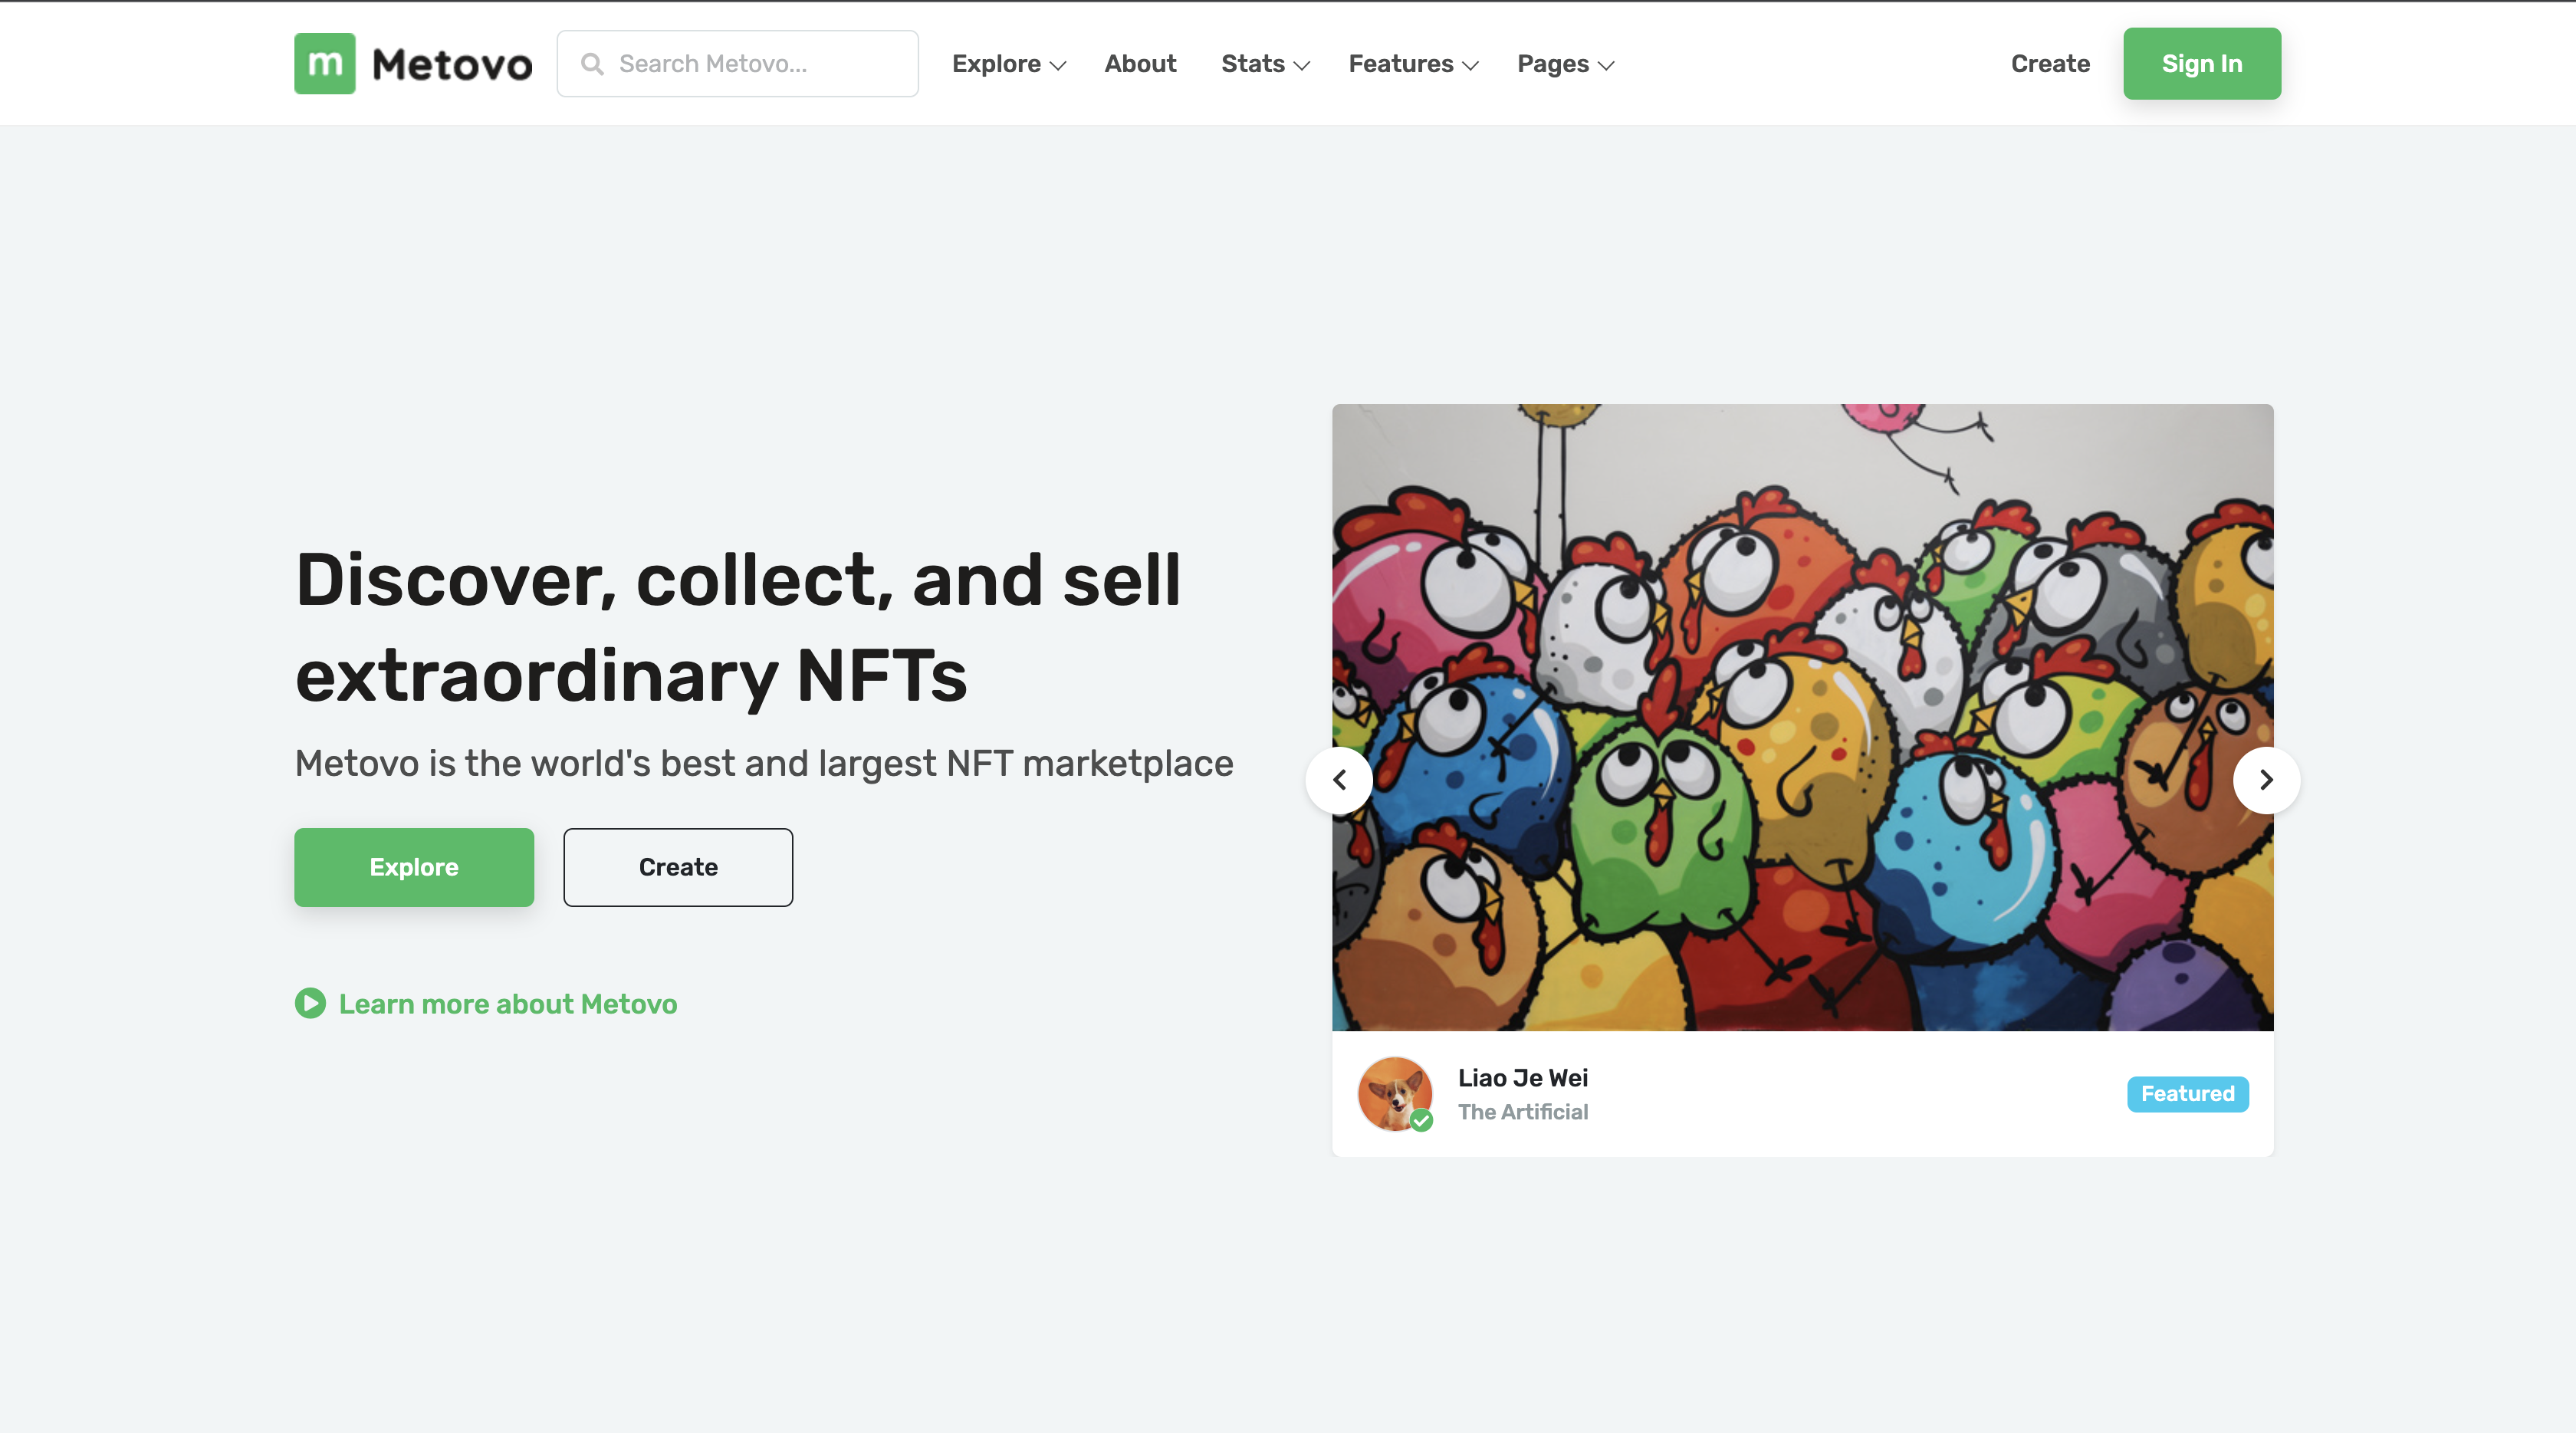 m Metovo
Search Metovo...
Explore
About
Stats
Features
Pages
Create
Sign In
Discover, collect, and sell
extraordinary NFTs
Metovo is the world's best and largest NFT marketplace
Explore
Create
Learn more about Metovo
Liao Je Wei
The Artificial
Featured